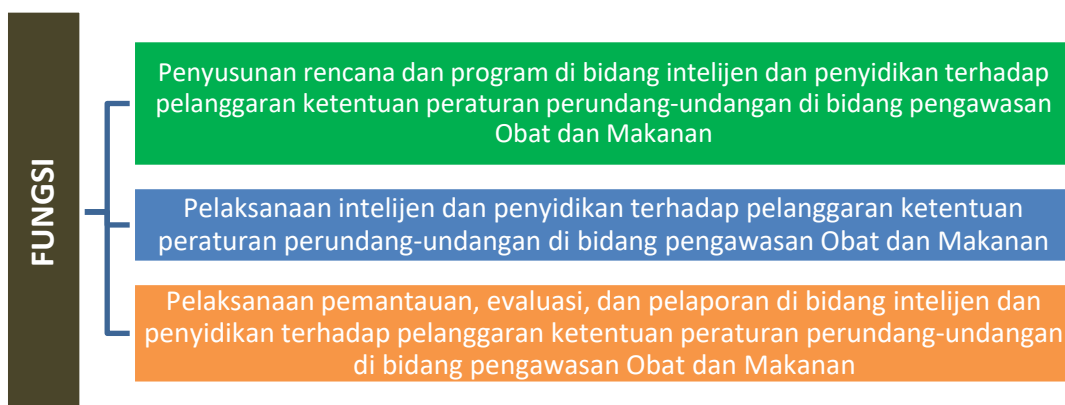 FUNGSI
Penyusunan rencana dan program di bidang intelijen dan penyidikan terhadap
pelanggaran ketentuan peraturan perundang-undangan di bidang pengawasan
Obat dan Makanan
Pelaksanaan intelijen dan penyidikan terhadap pelanggaran ketentuan
peraturan perundang-undangan di bidang pengawasan Obat dan Makanan
Pelaksanaan pemantauan, evaluasi, dan pelaporan di bidang intelijen dan
penyidikan terhadap pelanggaran ketentuan peraturan perundang-undangan
di bidang pengawasan Obat dan Makanan